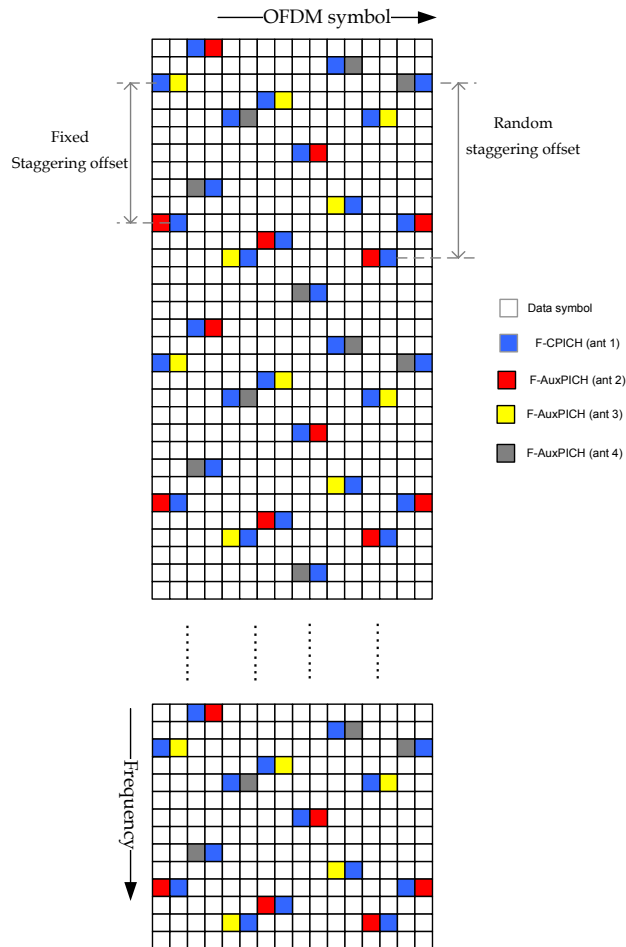 OFDM symbol
Fixed
Staggering offset
Random
staggering offset
Data symbol
F-CPICH (ant 1)
F-AuxPICH (ant 2)
F-AuxPICH (ant 3)
F-AuxPICH (ant 4)
Frequency